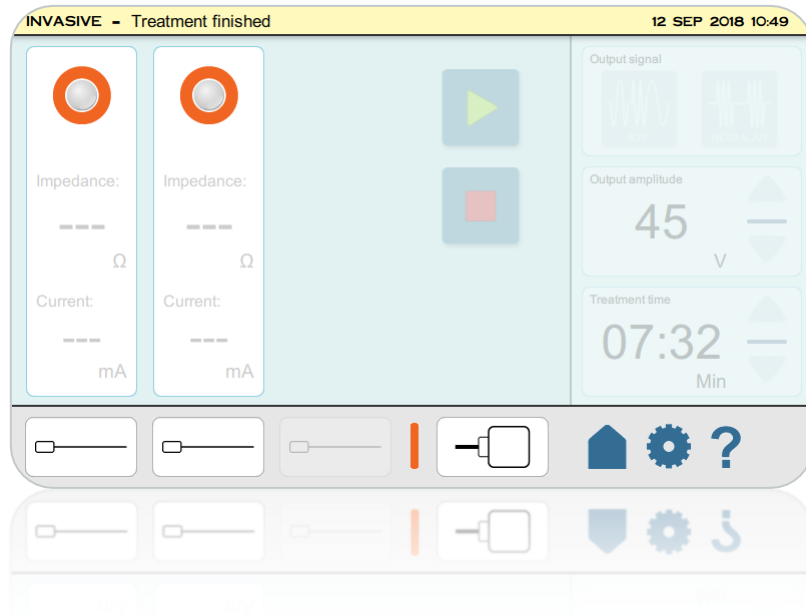 INVASIVE - Treatment finished
12 SEP 2018 10:49
Impedance:
---
Ω
Current:
---
mA
Impedance:
---
Ω
Current:
---
mA
Output signal
Output amplitude
45
V
Treatment time
07:32
Min
?